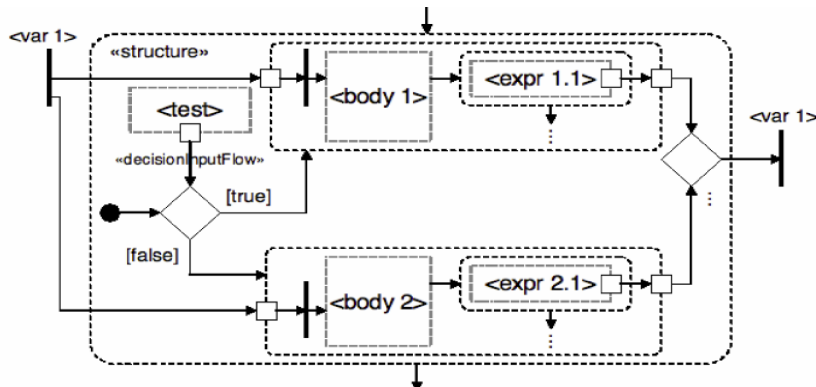 <var 1>
«structure»
<body 1>
<expr 1.1>
<test>
<var 1>
«decisionInputFlow»
[true]
[false]
<body 2>
<expr 2.1>